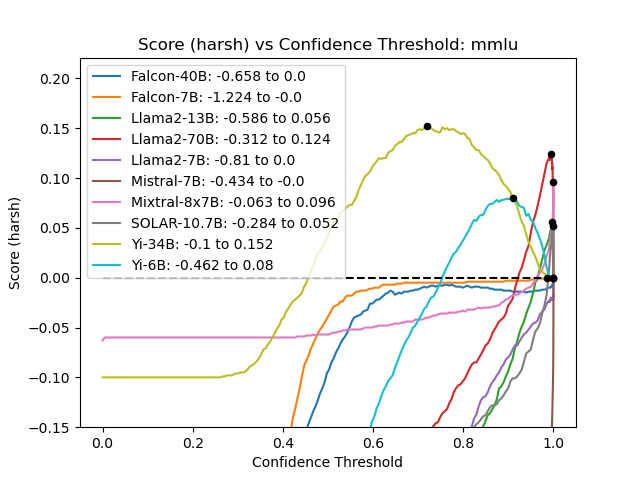 Score (harsh) vs Confidence Threshold: mmlu
Score (harsh)
0.20
0.15
0.10
0.05
0.00
−0.05
−0.10
−0.15
Falcon-40B: -0.658 to 0.0
Falcon-7B: -1.224 to -0.0
Llama2-13B: -0.586 to 0.056
Llama2-70B: -0.312 to 0.124
Llama2-7B: -0.81 to 0.0
Mistral-7B: -0.434 to -0.0
Mixtral-8x7B: -0.063 to 0.096
SOLAR-10.7B: -0.284 to 0.052
Yi-34B: -0.1 to 0.152
Yi-6B: -0.462 to 0.08
0.0 0.2 0.4 0.6 0.8 1.0
Confidence Threshold